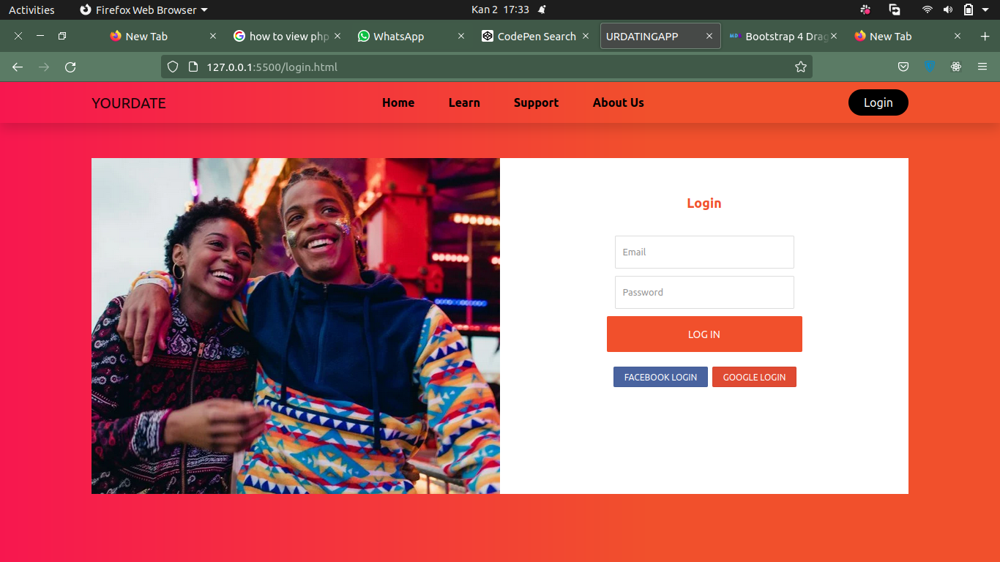 Activities Firefox Web Browser Kan 2 17:33
New Tab how to view php WhatsApp CodePen Search URDATINGAPP Bootstrap 4 Drag New Tab
127.0.0.1:5500/login.html
YOURDATE Home Learn Support About Us Login
Login
Email
Password
LOG IN
FACEBOOK LOGIN GOOGLE LOGIN